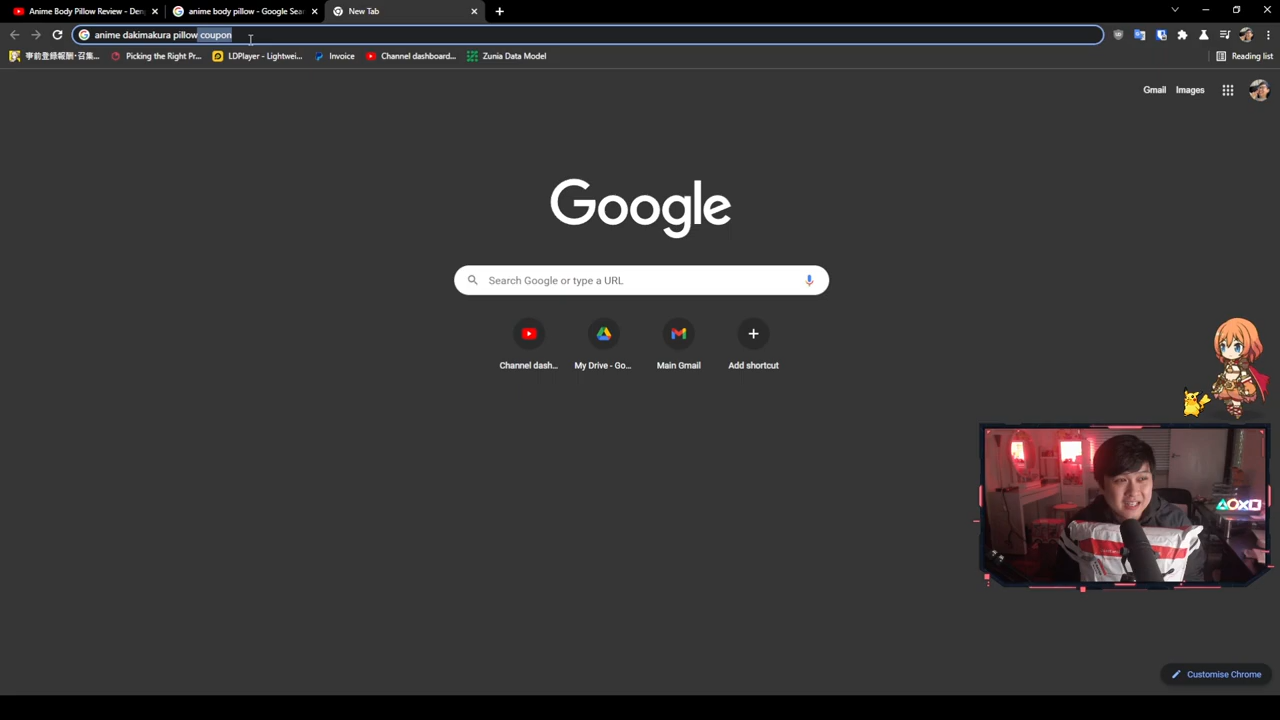 Anime Body Pillow Review - Den
anime body pillow - Google Sea
New Tab
anime dakimakura pillow coupon
Picking the Right Pr...
LDPlayer - Lightwei...
Invoice
Channel dashboard...
Zunia Data Model
Reading list
Gmail
Images
Google
Search Google or type a URL
Channel dash...
My Drive - Go...
Main Gmail
Add shortcut
Customise Chrome